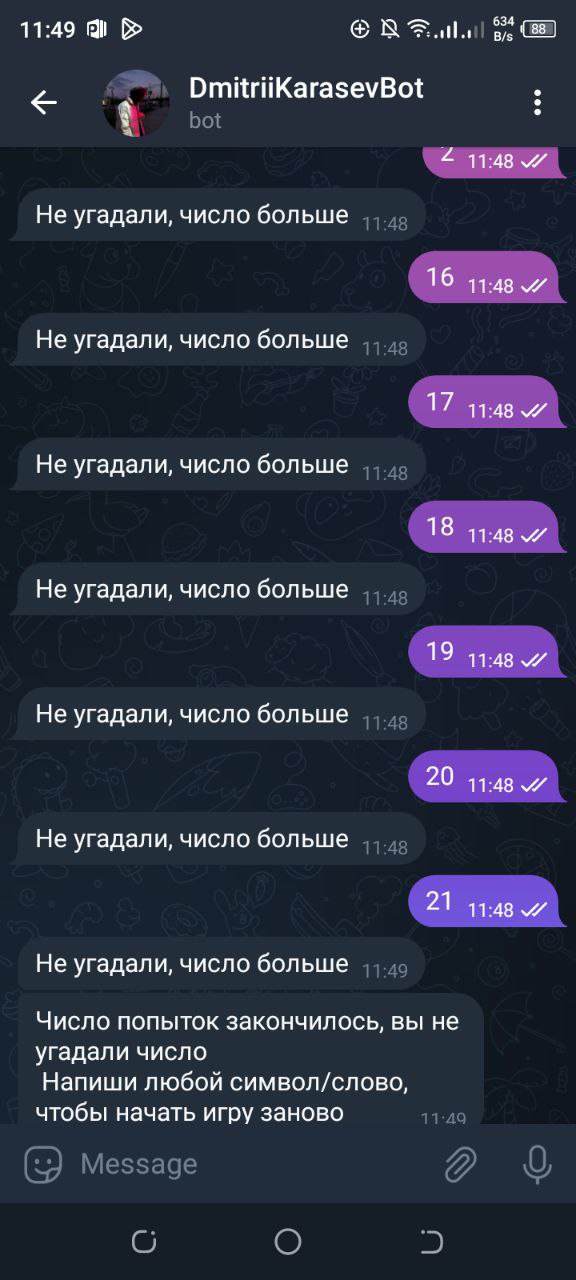 11:49
634
B/s
88
DmitriiKarasevBot
bot
2 11:48
Не угадали, число больше 11:48
16 11:48
Не угадали, число больше 11:48
17 11:48
Не угадали, число больше 11:48
18 11:48
Не угадали, число больше 11:48
19 11:48
Не угадали, число больше 11:48
20 11:48
Не угадали, число больше 11:48
21 11:48
Не угадали, число больше 11:49
Число попыток закончилось, вы не
угадали число
Напиши любой символ/слово,
чтобы начать игру заново 11:49
Message